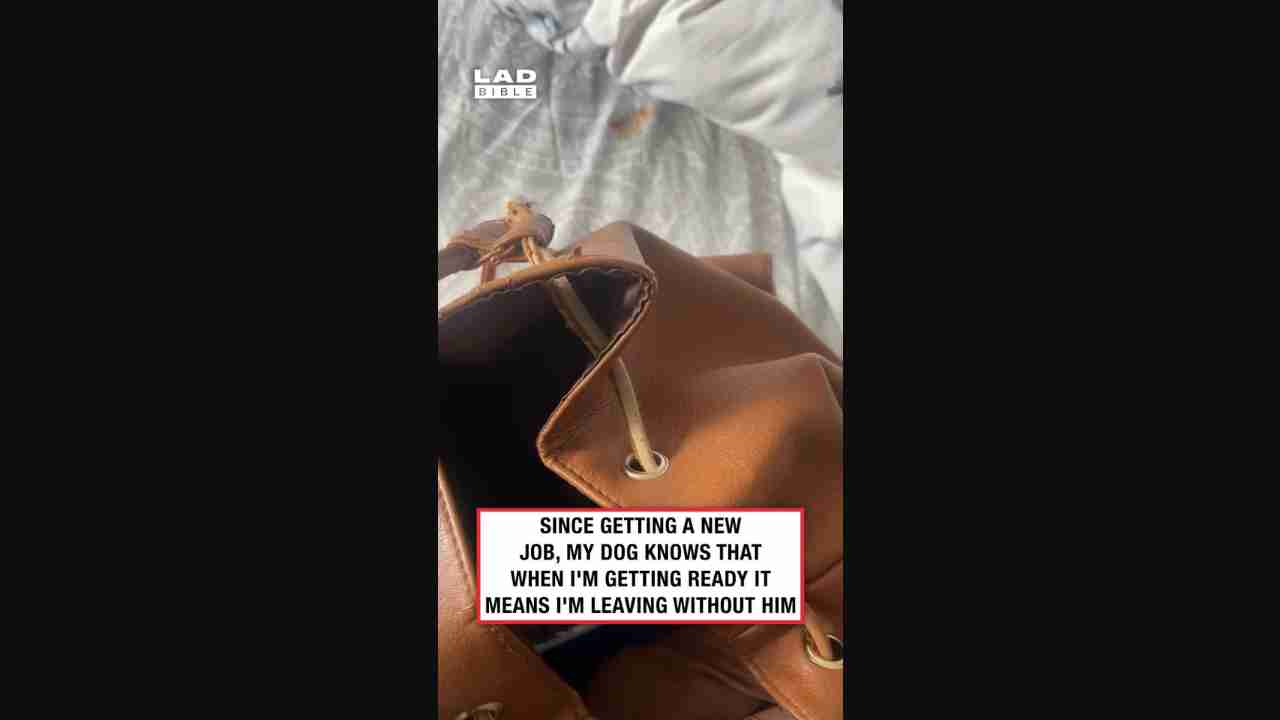 LAD
BIBLE
SINCE GETTING A NEW
JOB, MY DOG KNOWS THAT
WHEN I'M GETTING READY IT
MEANS I'M LEAVING WITHOUT HIM